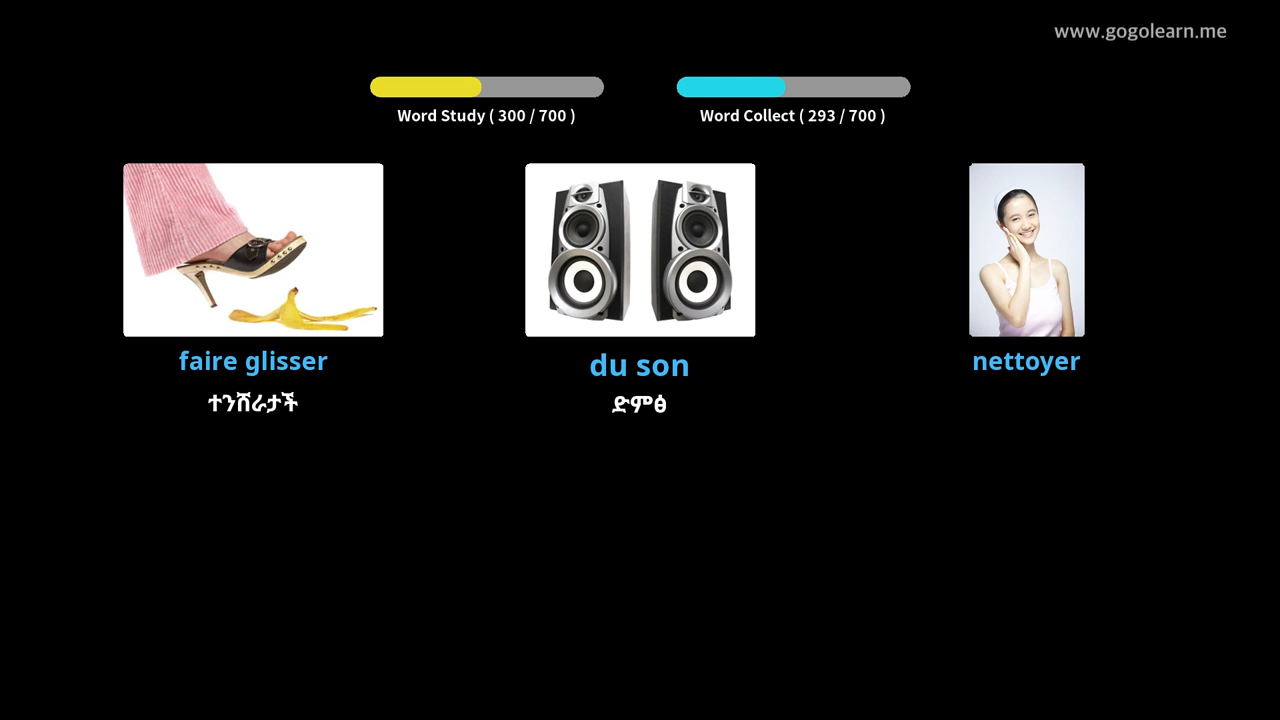 www.gogolearn.me
Word Study ( 300 / 700 )
Word Collect ( 293 / 700 )
faire glisser
du son
nettoyer
ተንሸራታች
ድምፅ